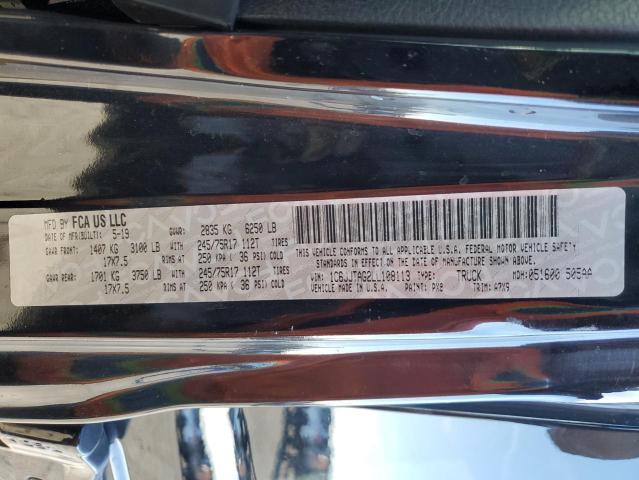 MFD BY FCA US LLC GVWR: 2835 KG 6250 LB
DATE OF MFR(BUILT): 5-19
GAWR FRONT: 1407 KG 3100 LB WITH 245/75R17 112T TIRES
17X7.5 RIMS AT 250 KPA ( 36 PSI) COLD
GAWR REAR: 1701 KG 3750 LB WITH 245/75R17 112T TIRES
17X7.5 RIMS AT 250 KPA ( 36 PSI) COLD
THIS VEHICLE CONFORMS TO ALL APPLICABLE U.S.A. FEDERAL MOTOR VEHICLE SAFETY
STANDARDS IN EFFECT ON THE DATE OF MANUFACTURE SHOWN ABOVE.
VIN: 1C6JJTAG2LL108113 TYPE: TRUCK MDH: 051600 505AA
VEHICLE MADE IN U.S.A. PAINT: PX8 TRIM: A7X9